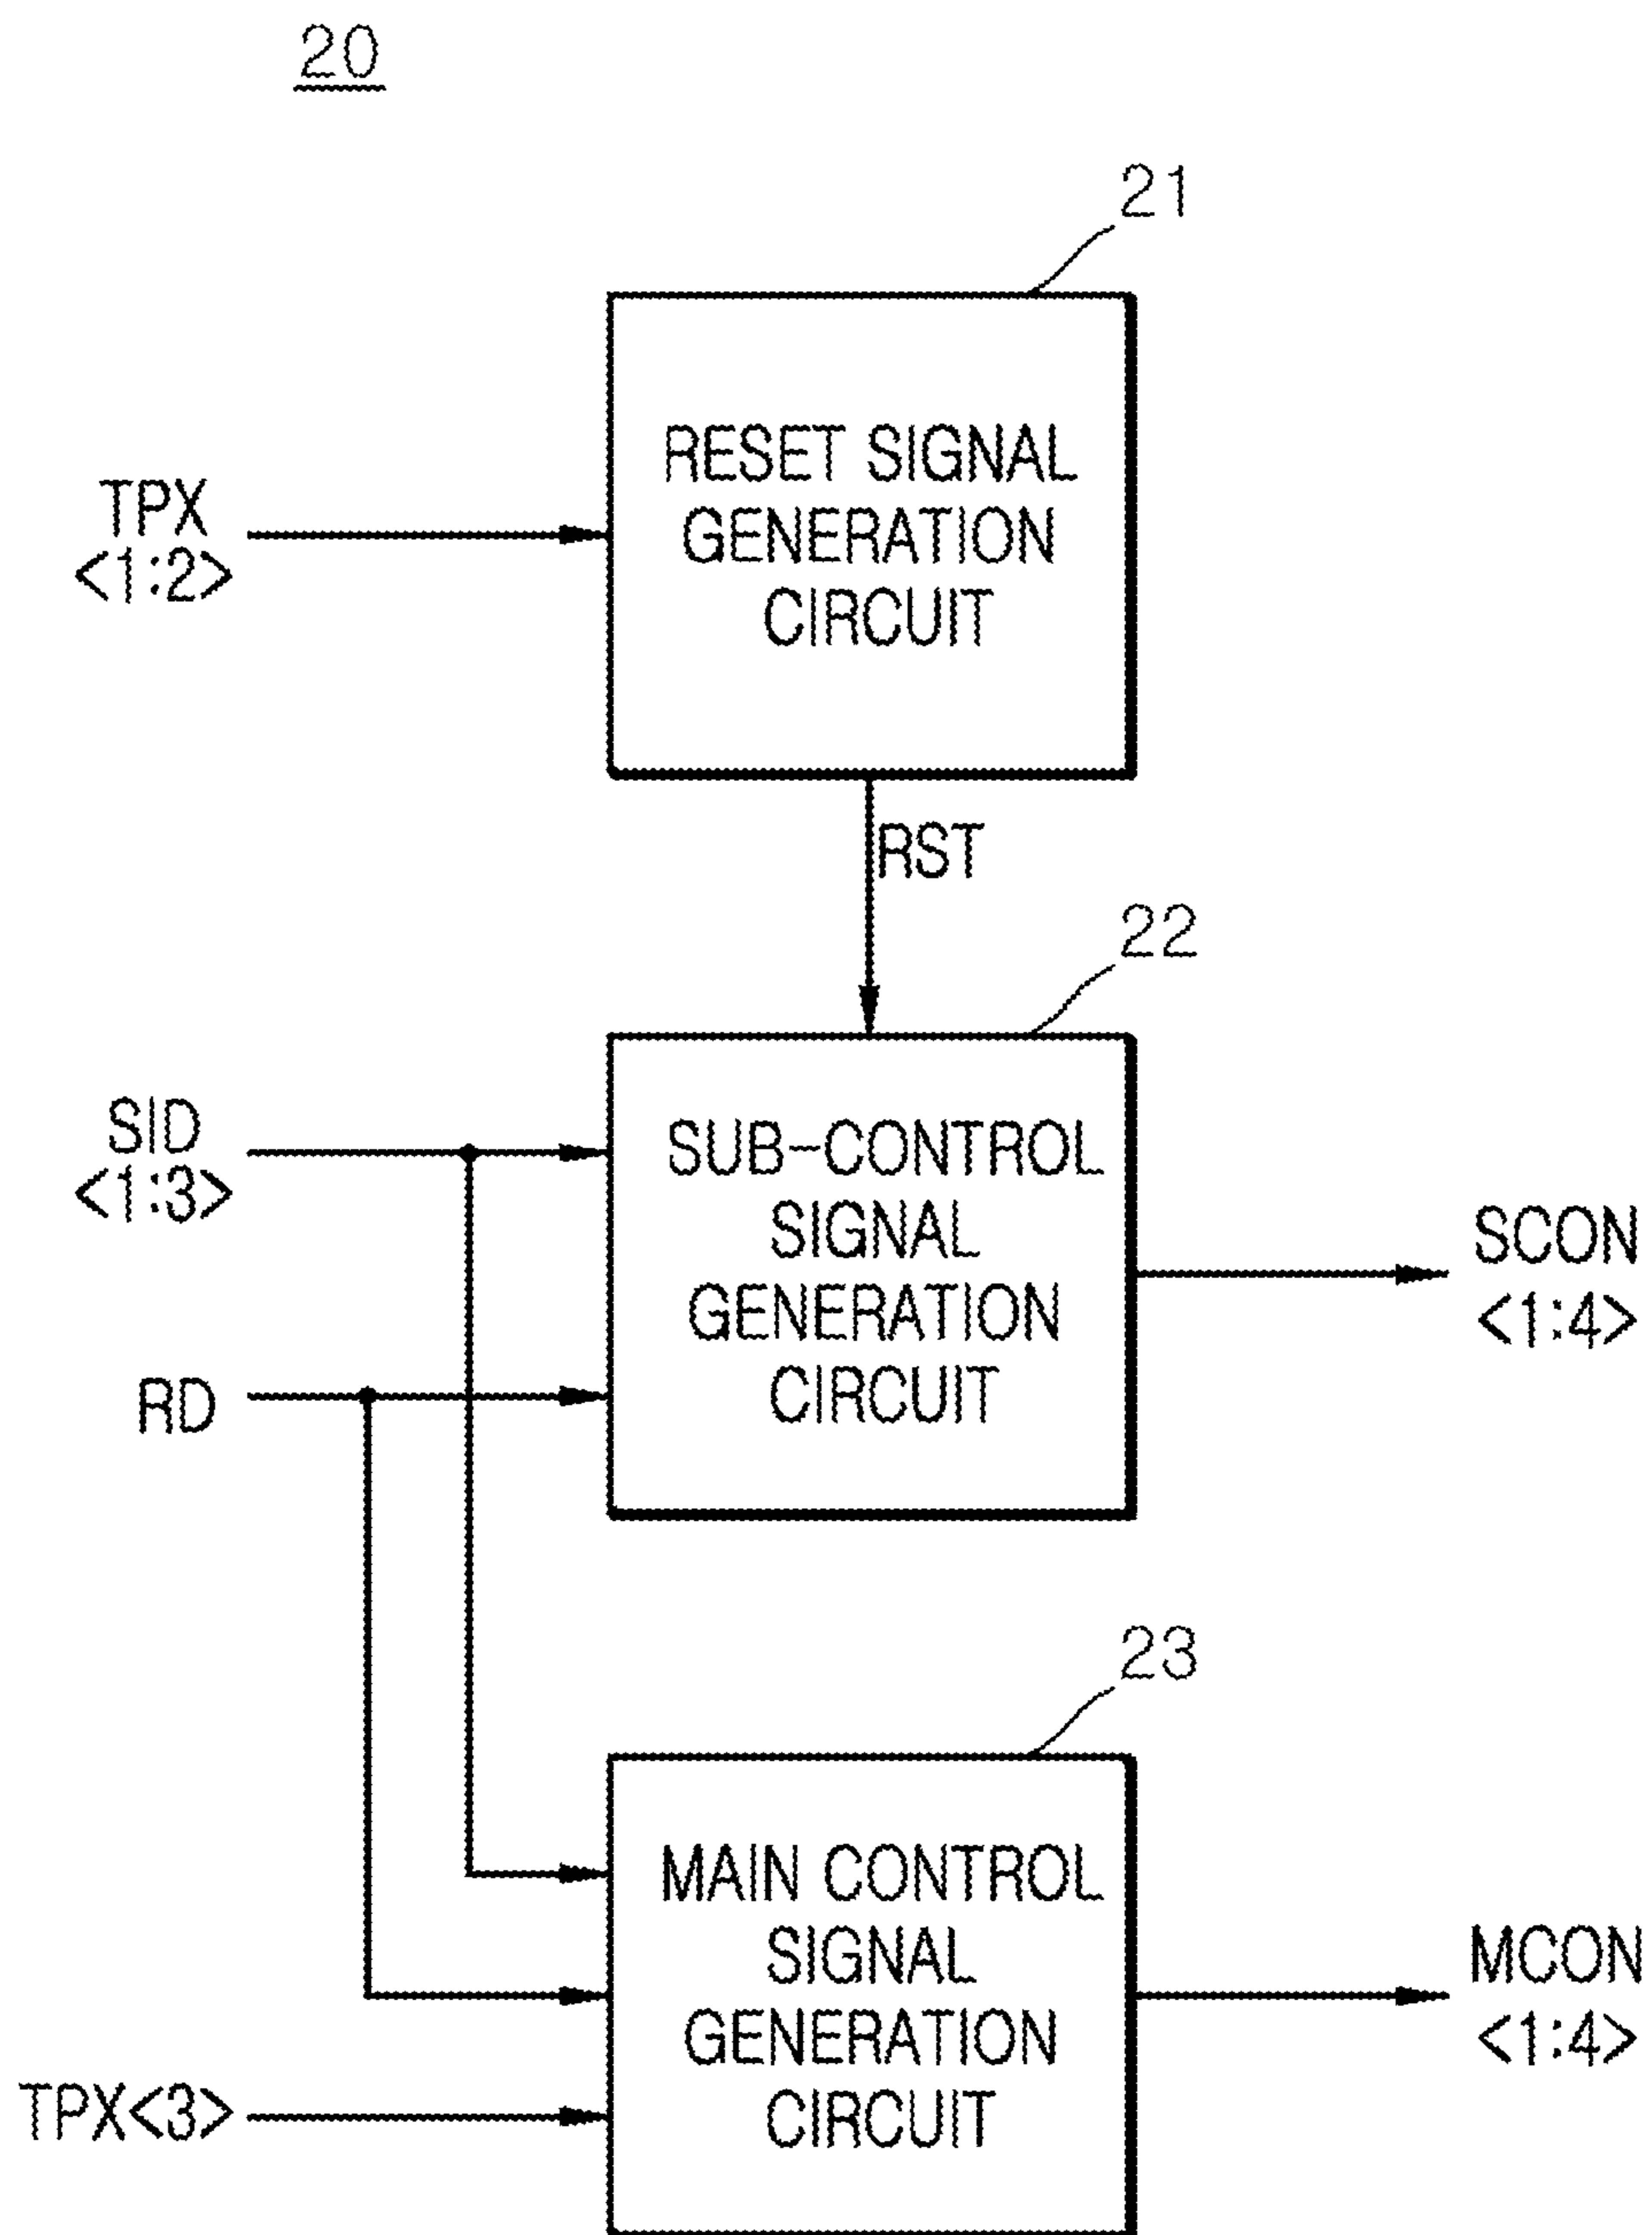 20
21
RESET SIGNAL
GENERATION
CIRCUIT
TPX
<1:2>
RST
22
SID
<1:3>
SUB-CONTROL
SIGNAL
GENERATION
CIRCUIT
SCON
<1:4>
RD
23
MAIN CONTROL
SIGNAL
GENERATION
CIRCUIT
MCON
<1:4>
TPX<3>